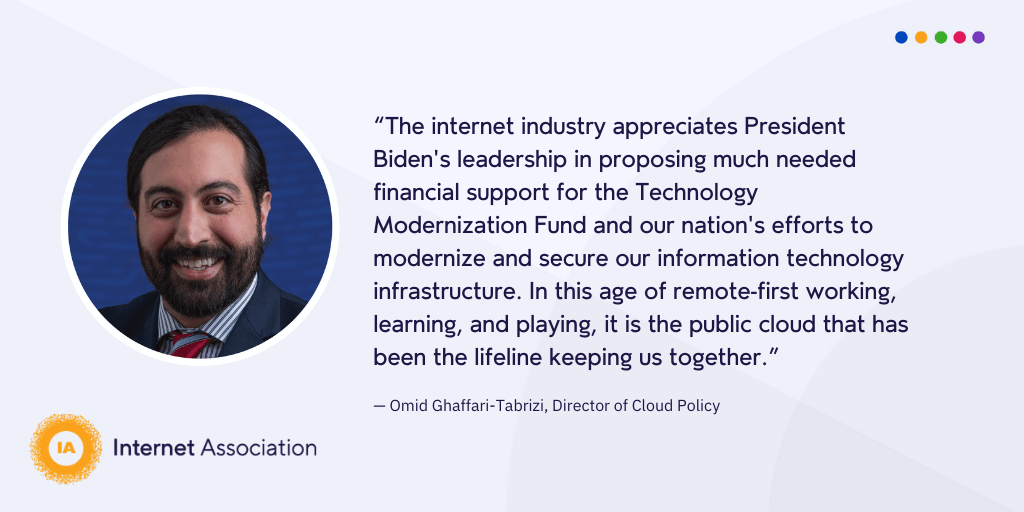 “The internet industry appreciates President
Biden's leadership in proposing much needed
financial support for the Technology
Modernization Fund and our nation's efforts to
modernize and secure our information technology
infrastructure. In this age of remote-first working,
learning, and playing, it is the public cloud that has
been the lifeline keeping us together.”
— Omid Ghaffari-Tabrizi, Director of Cloud Policy
IA
Internet Association